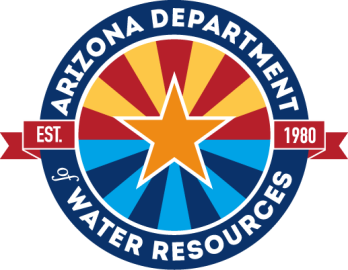 ARIZONA DEPARTMENT
of WATER RESOURCES
EST. 1980